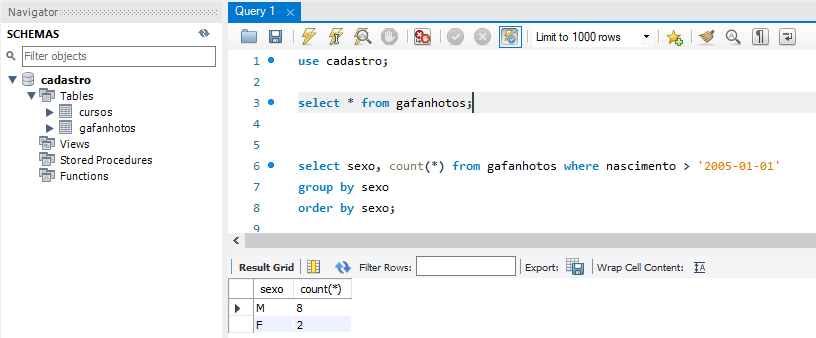 Navigator
SCHEMAS
Filter objects
cadastro
Tables
cursos
gafanhotos
Views
Stored Procedures
Functions
Query 1
Limit to 1000 rows
1 use cadastro;
2
3 select * from gafanhotos;
4
5
6 select sexo, count(*) from gafanhotos where nascimento > '2005-01-01'
7 group by sexo
8 order by sexo;
9
Result Grid Filter Rows: Export: Wrap Cell Content:
sexo count(*)
M 8
F 2